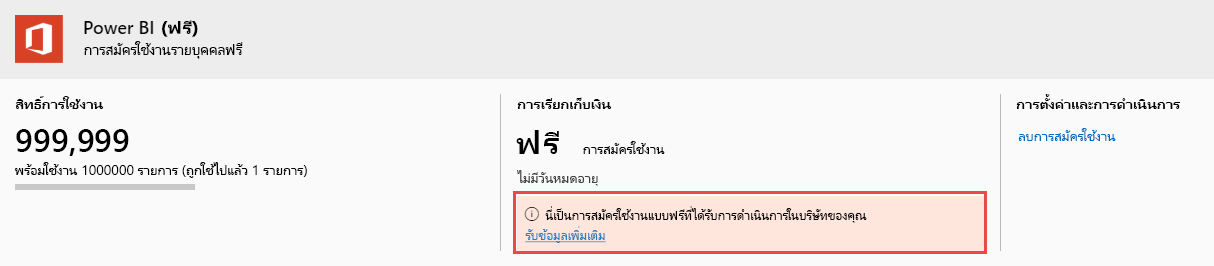 Power BI (ฟรี)
การสมัครใช้งานรายบุคคลฟรี
สิทธิ์การใช้งาน
999,999
พร้อมใช้งาน 1000000 รายการ (ถูกใช้ไปแล้ว 1 รายการ)
การเรียกเก็บเงิน
ฟรี การสมัครใช้งาน
ไม่มีวันหมดอายุ
นี่เป็นการสมัครใช้งานแบบฟรีที่ได้รับการดำเนินการในบริษัทของคุณ
รับข้อมูลเพิ่มเติม
การตั้งค่าและการดำเนินการ
ลบการสมัครใช้งาน